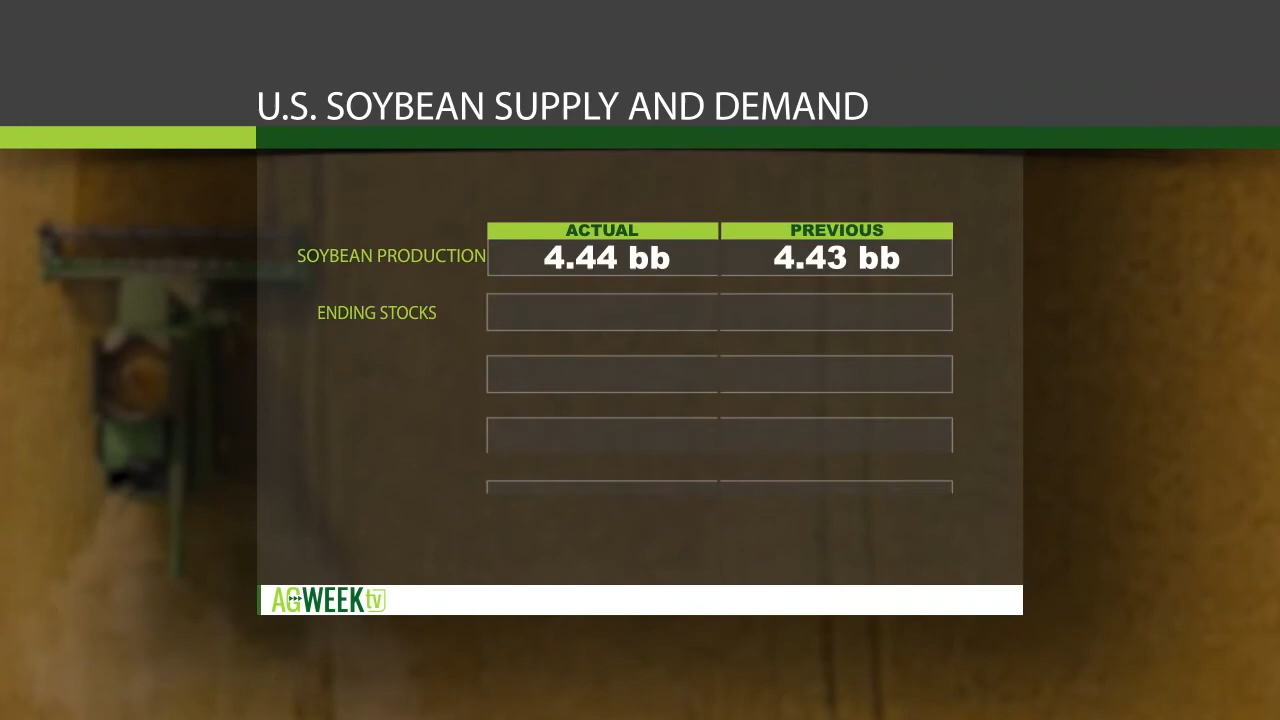 U.S. SOYBEAN SUPPLY AND DEMAND
ACTUAL PREVIOUS
SOYBEAN PRODUCTION 4.44 bb 4.43 bb
ENDING STOCKS
AGWEEK tv